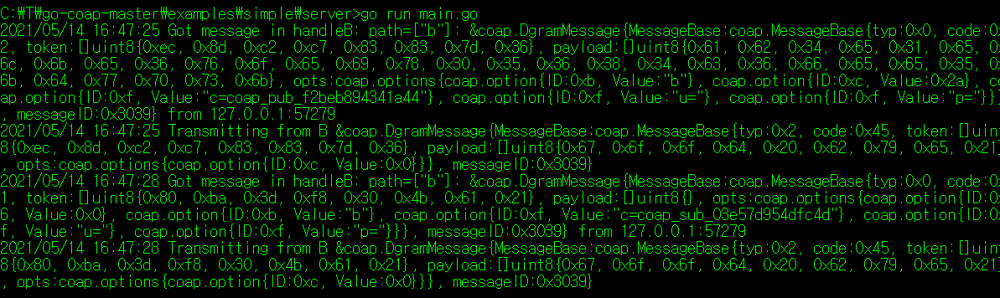 C:₩T₩go-coap-master₩examples₩simple₩server>go run main.go
2021/05/14 16:47:25 Got message in handleB: path=["b"]: &coap.DgramMessage{MessageBase:coap.MessageBase{typ:0x0, code:0x
2, token:[]uint8{0xec, 0x8d, 0xc2, 0xc7, 0x83, 0x83, 0x7d, 0x36}, payload:[]uint8{0x61, 0x62, 0x34, 0x65, 0x31, 0x65, 0x
6c, 0x6b, 0x65, 0x36, 0x76, 0x6f, 0x65, 0x69, 0x78, 0x30, 0x35, 0x36, 0x38, 0x34, 0x63, 0x36, 0x66, 0x65, 0x65, 0x35, 0x
6b, 0x64, 0x77, 0x70, 0x73, 0x6b}, opts:coap.options{coap.option{ID:0xb, Value:"b"}, coap.option{ID:0xc, Value:0x2a}, co
ap.option{ID:0xf, Value:"c=coap_pub_f2beb894341a44"}, coap.option{ID:0xf, Value:"u="}, coap.option{ID:0xf, Value:"p="}}}
, messageID:0x3039} from 127.0.0.1:57279
2021/05/14 16:47:25 Transmitting from B &coap.DgramMessage{MessageBase:coap.MessageBase{typ:0x2, code:0x45, token:[]uint
8{0xec, 0x8d, 0xc2, 0xc7, 0x83, 0x83, 0x7d, 0x36}, payload:[]uint8{0x67, 0x6f, 0x6f, 0x64, 0x20, 0x62, 0x79, 0x65, 0x21}
, opts:coap.options{coap.option{ID:0xc, Value:0x0}}}, messageID:0x3039}
2021/05/14 16:47:28 Got message in handleB: path=["b"]: &coap.DgramMessage{MessageBase:coap.MessageBase{typ:0x0, code:0x
1, token:[]uint8{0x80, 0xba, 0x3d, 0xf8, 0x30, 0x4b, 0x61, 0x21}, payload:[]uint8{}, opts:coap.options{coap.option{ID:0x
6, Value:0x0}, coap.option{ID:0xb, Value:"b"}, coap.option{ID:0xf, Value:"c=coap_sub_03e57d954dfc4d"}, coap.option{ID:0x
f, Value:"u="}, coap.option{ID:0xf, Value:"p="}}}, messageID:0x3039} from 127.0.0.1:57279
2021/05/14 16:47:28 Transmitting from B &coap.DgramMessage{MessageBase:coap.MessageBase{typ:0x2, code:0x45, token:[]uint
8{0x80, 0xba, 0x3d, 0xf8, 0x30, 0x4b, 0x61, 0x21}, payload:[]uint8{0x67, 0x6f, 0x6f, 0x64, 0x20, 0x62, 0x79, 0x65, 0x21}
, opts:coap.options{coap.option{ID:0xc, Value:0x0}}}, messageID:0x3039}